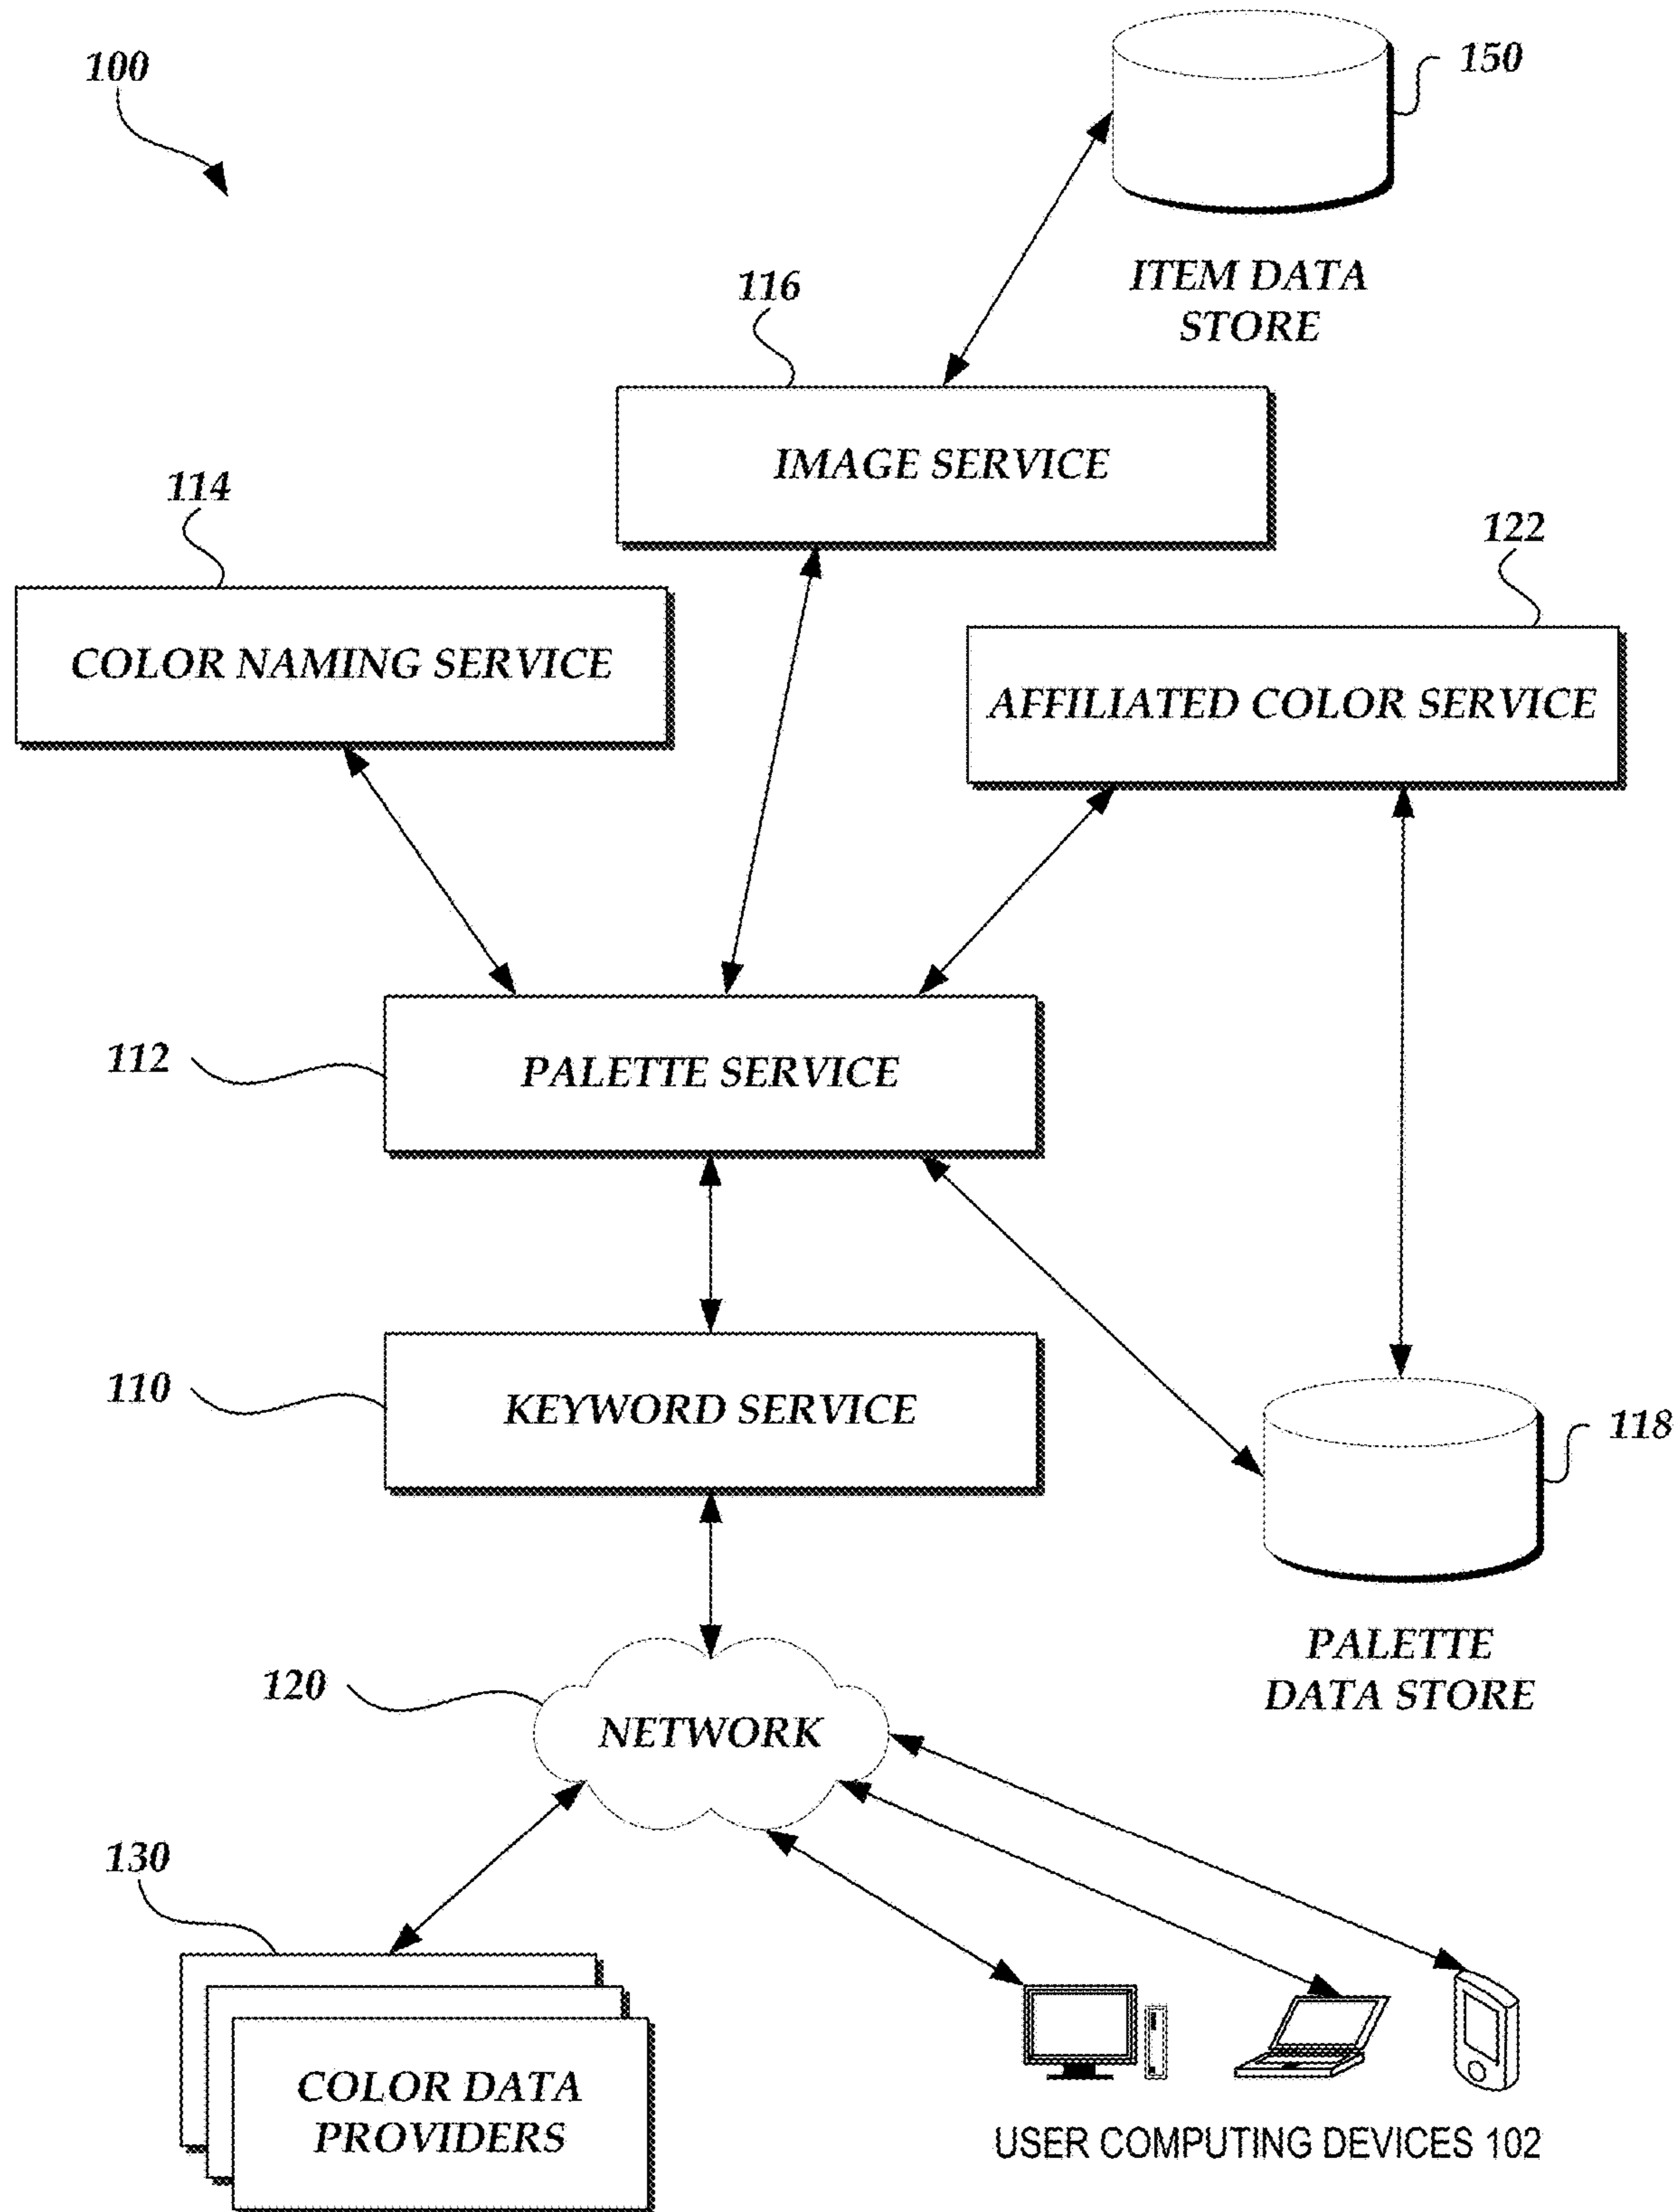 100
150
ITEM DATA
STORE
116
IMAGE SERVICE
114
122
COLOR NAMING SERVICE
AFFILIATED COLOR SERVICE
112
PALETTE SERVICE
110
KEYWORD SERVICE
118
PALETTE
DATA STORE
120
NETWORK
130
COLOR DATA
PROVIDERS
USER COMPUTING DEVICES 102